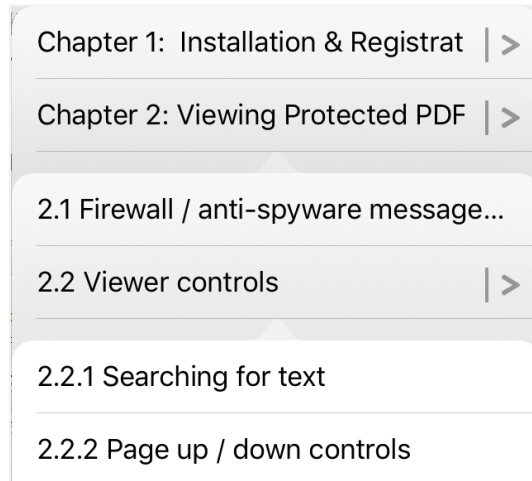 Chapter 1:  Installation & Registrat
Chapter 2: Viewing Protected PDF
2.1 Firewall / anti-spyware message...
2.2 Viewer controls
2.2.1 Searching for text
2.2.2 Page up / down controls